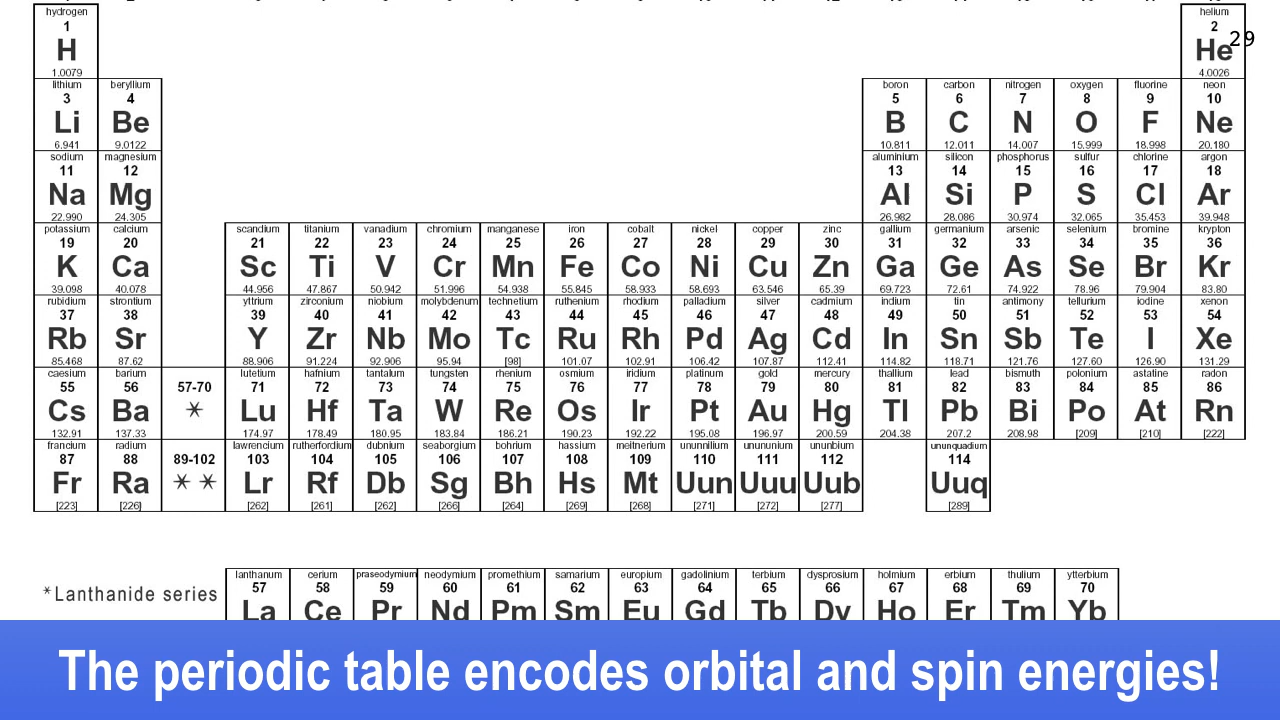 hydrogen helium
1 2
H He 29
1.0079 4.0026
lithium beryllium boron carbon nitrogen oxygen fluorine neon
3 4 5 6 7 8 9 10
Li Be B C N O F Ne
6.941 9.0122 10.811 12.011 14.007 15.999 18.998 20.180
sodium magnesium aluminium silicon phosphorus sulfur chlorine argon
11 12 13 14 15 16 17 18
Na Mg Al Si P S Cl Ar
22.990 24.305 26.982 28.086 30.974 32.065 35.453 39.948
potassium calcium scandium titanium vanadium chromium manganese iron cobalt nickel copper zinc gallium germanium arsenic selenium bromine krypton
19 20 21 22 23 24 25 26 27 28 29 30 31 32 33 34 35 36
K Ca Sc Ti V Cr Mn Fe Co Ni Cu Zn Ga Ge As Se Br Kr
39.098 40.078 44.956 47.867 50.942 51.996 54.938 55.845 58.933 58.693 63.546 65.39 69.723 72.61 74.922 78.96 79.904 83.80
rubidium strontium yttrium zirconium niobium molybdenum technetium ruthenium rhodium palladium silver cadmium indium tin antimony tellurium iodine xenon
37 38 39 40 41 42 43 44 45 46 47 48 49 50 51 52 53 54
Rb Sr Y Zr Nb Mo Tc Ru Rh Pd Ag Cd In Sn Sb Te I Xe
85.468 87.62 88.906 91.224 92.906 95.94 [98] 101.07 102.91 106.42 107.87 112.41 114.82 118.71 121.76 127.60 126.90 131.29
caesium barium lutetium hafnium tantalum tungsten rhenium osmium iridium platinum gold mercury thallium lead bismuth polonium astatine radon
55 56 57-70 71 72 73 74 75 76 77 78 79 80 81 82 83 84 85 86
Cs Ba * Lu Hf Ta W Re Os Ir Pt Au Hg Tl Pb Bi Po At Rn
132.91 137.33 174.97 178.49 180.95 183.84 186.21 190.23 192.22 195.08 196.97 200.59 204.38 207.2 208.98 [209] [210] [222]
francium radium lawrencium rutherfordium dubnium seaborgium bohrium hassium meitnerium ununnilium unununium ununbium ununquadium
87 88 89-102 103 104 105 106 107 108 109 110 111 112 114
Fr Ra * * Lr Rf Db Sg Bh Hs Mt Uun Uuu Uub Uuq
[223] [226] [262] [261] [262] [266] [264] [269] [268] [271] [272] [277] [289]
lanthanum cerium praseodymium neodymium promethium samarium europium gadolinium terbium dysprosium holmium erbium thulium ytterbium
*Lanthanide series 57 58 59 60 61 62 63 64 65 66 67 68 69 70
La Ce Pr Nd Pm Sm Eu Gd Tb Dy Ho Er Tm Yb
The periodic table encodes orbital and spin energies!